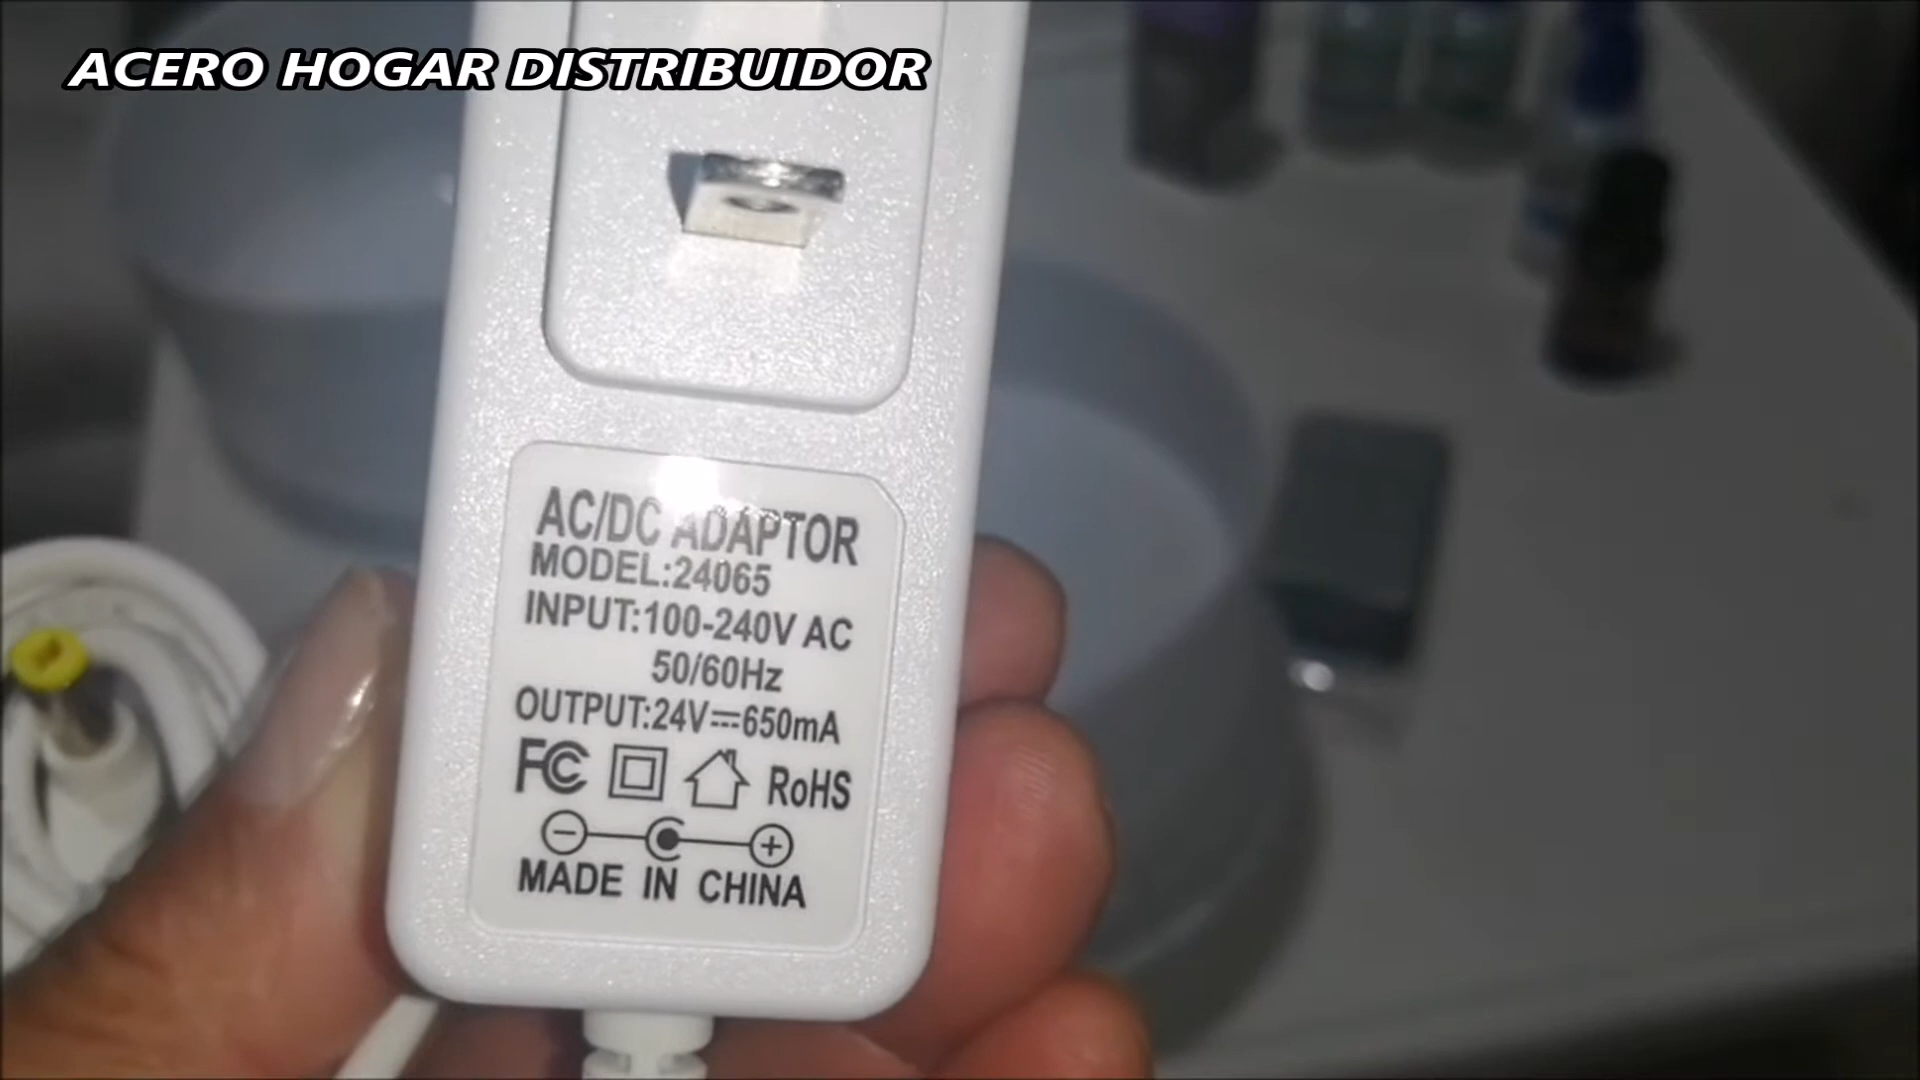 ACERO HOGAR DISTRIBUIDOR
AC/DC ADAPTOR
MODEL:24065
INPUT:100-240V AC
50/60Hz
OUTPUT:24V⎓650mA
FC RoHS
MADE IN CHINA